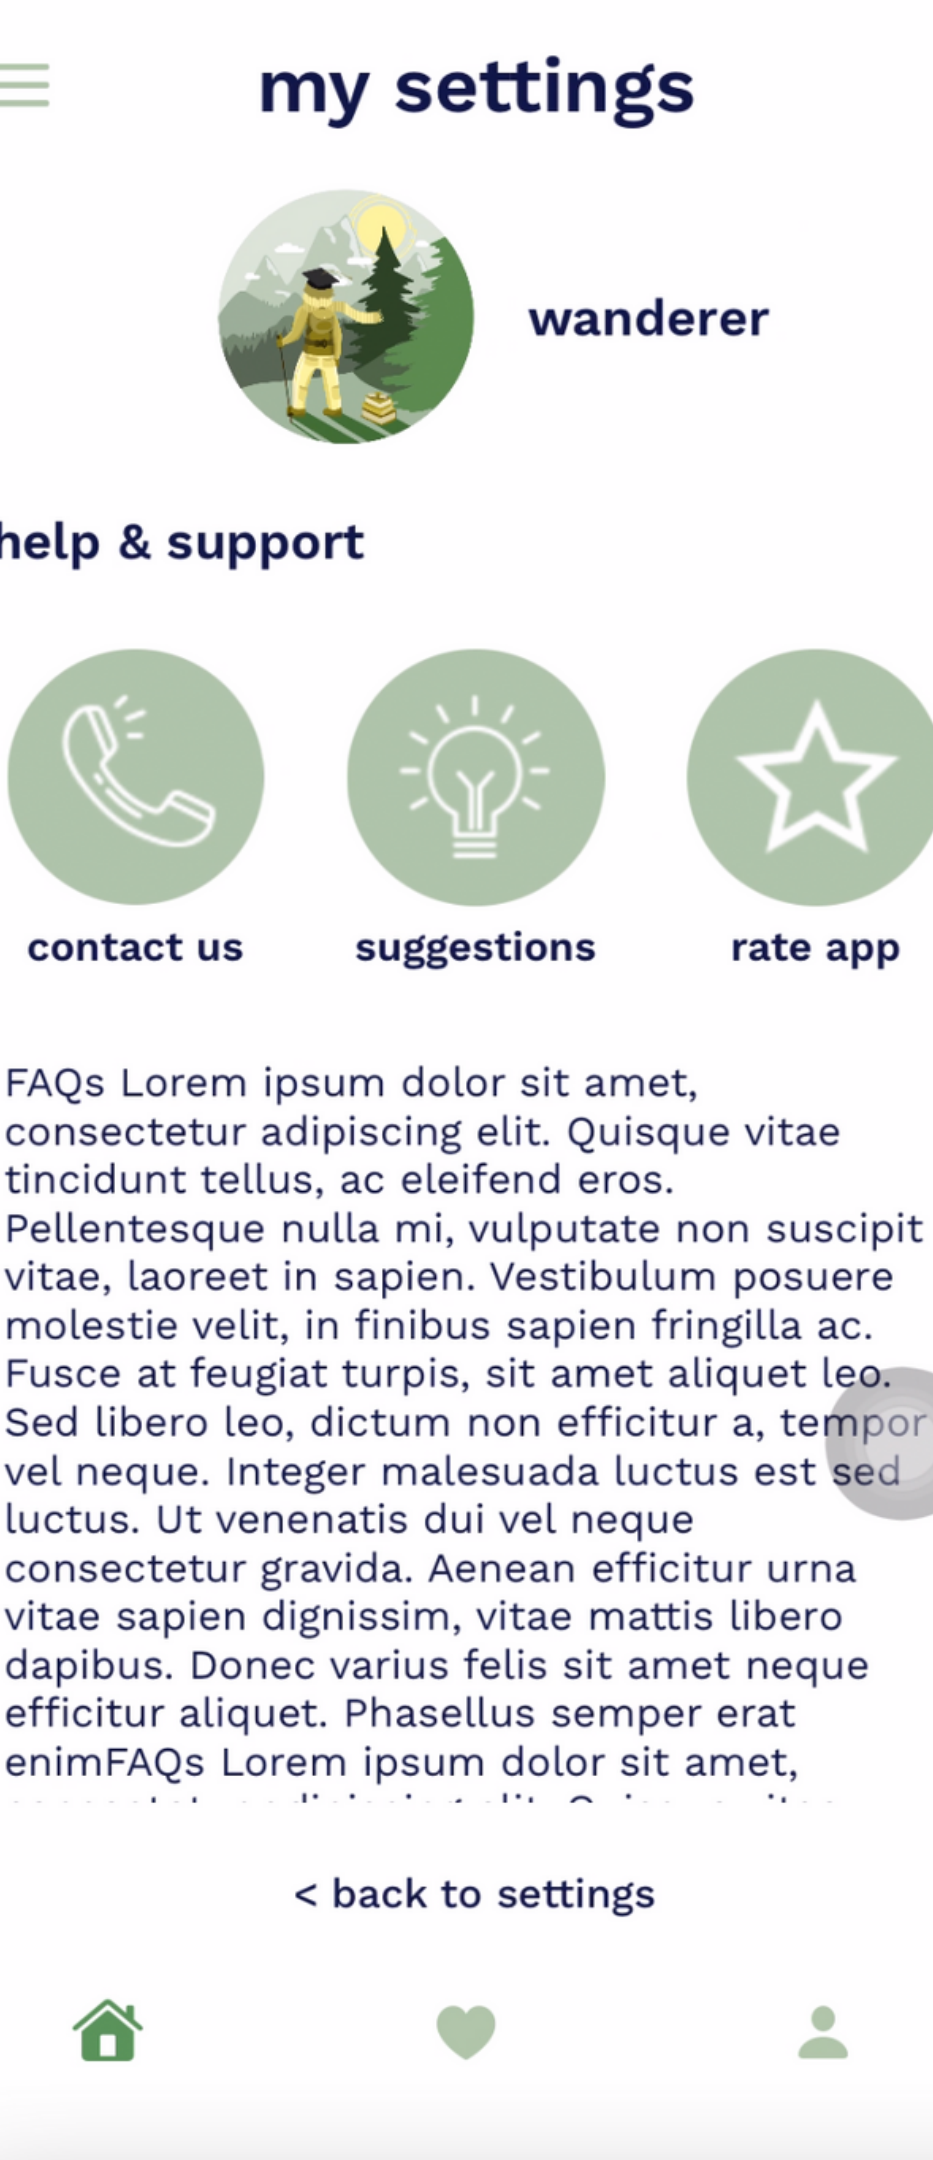 my settings
wanderer
help & support
contact us
suggestions
rate app
FAQs Lorem ipsum dolor sit amet,
consectetur adipiscing elit. Quisque vitae
tincidunt tellus, ac eleifend eros.
Pellentesque nulla mi, vulputate non suscipit
vitae, laoreet in sapien. Vestibulum posuere
molestie velit, in finibus sapien fringilla ac.
Fusce at feugiat turpis, sit amet aliquet leo.
Sed libero leo, dictum non efficitur a, tempor
vel neque. Integer malesuada luctus est sed
luctus. Ut venenatis dui vel neque
consectetur gravida. Aenean efficitur urna
vitae sapien dignissim, vitae mattis libero
dapibus. Donec varius felis sit amet neque
efficitur aliquet. Phasellus semper erat
enimFAQs Lorem ipsum dolor sit amet,
< back to settings